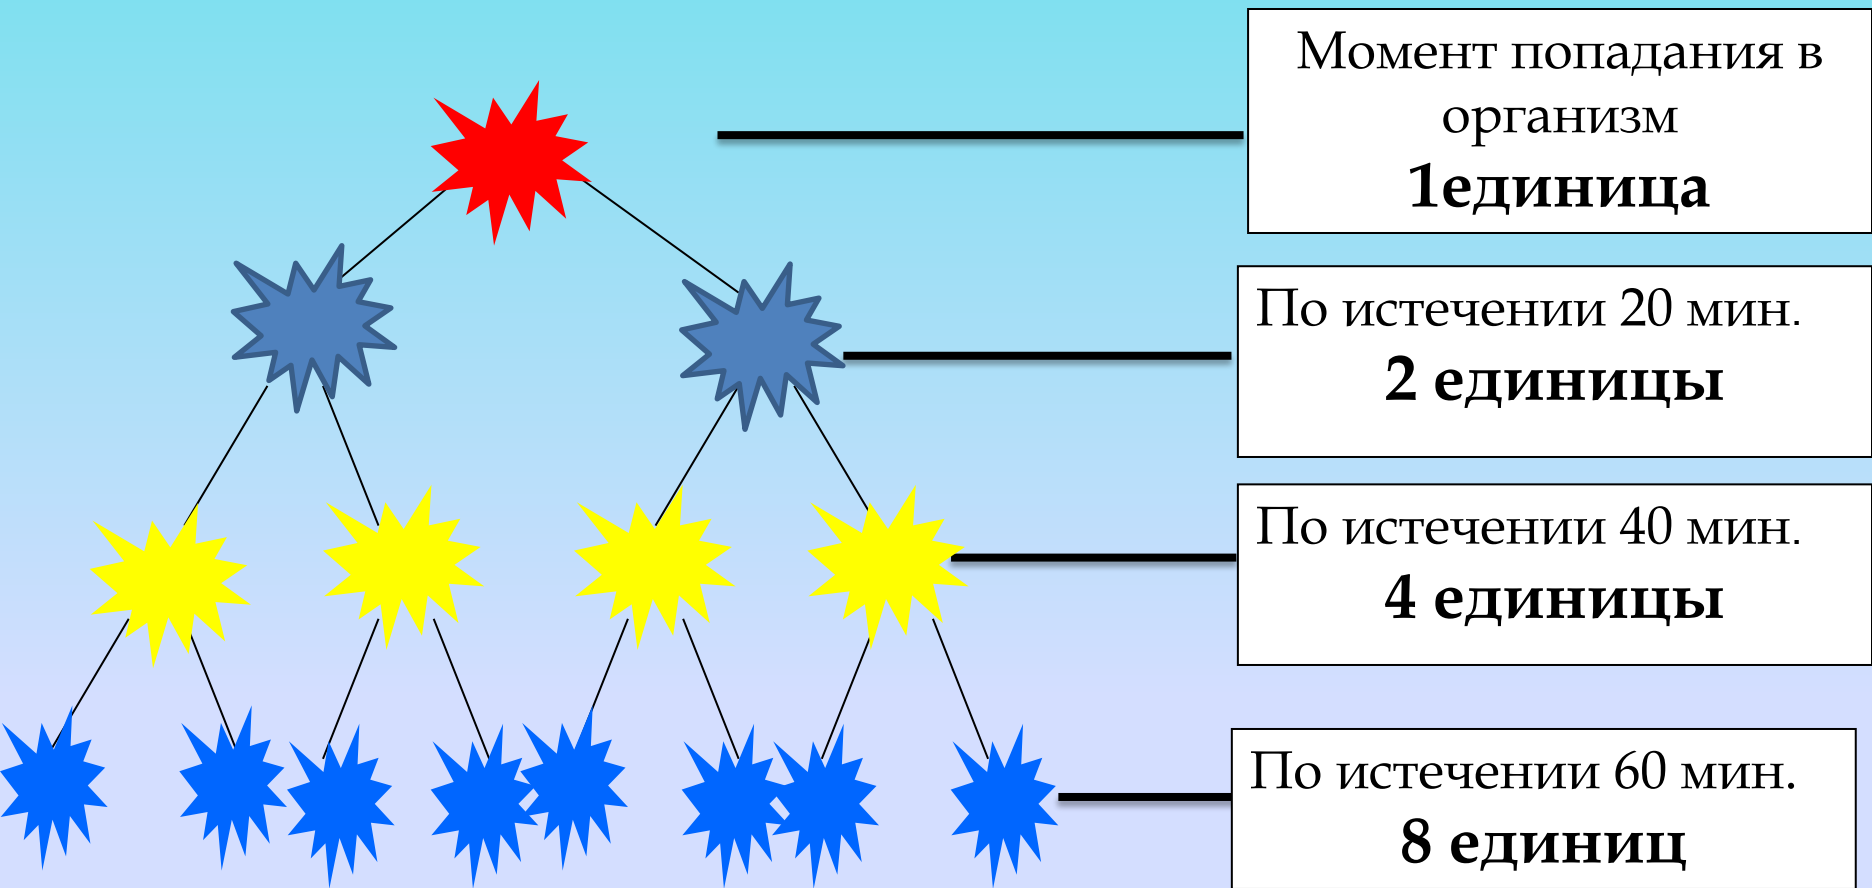 Момент попадания в
организм
1единица
По истечении 20 мин.
2 единицы
По истечении 40 мин.
4 единицы
По истечении 60 мин.
8 единиц